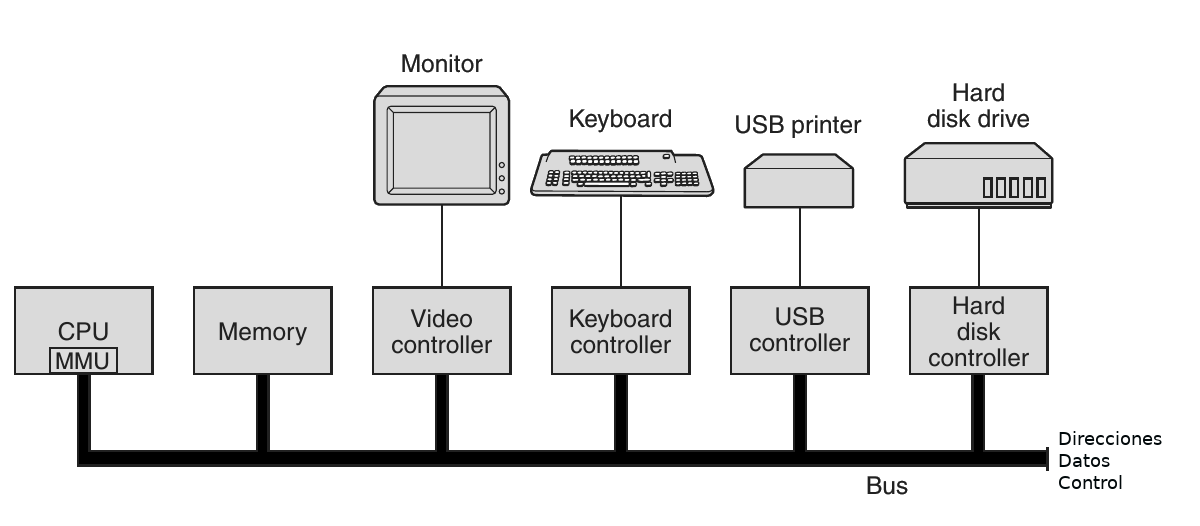 Monitor
Keyboard
USB printer
Hard
disk drive
CPU
MMU
Memory
Video
controller
Keyboard
controller
USB
controller
Hard
disk
controller
Direcciones
Datos
Control
Bus